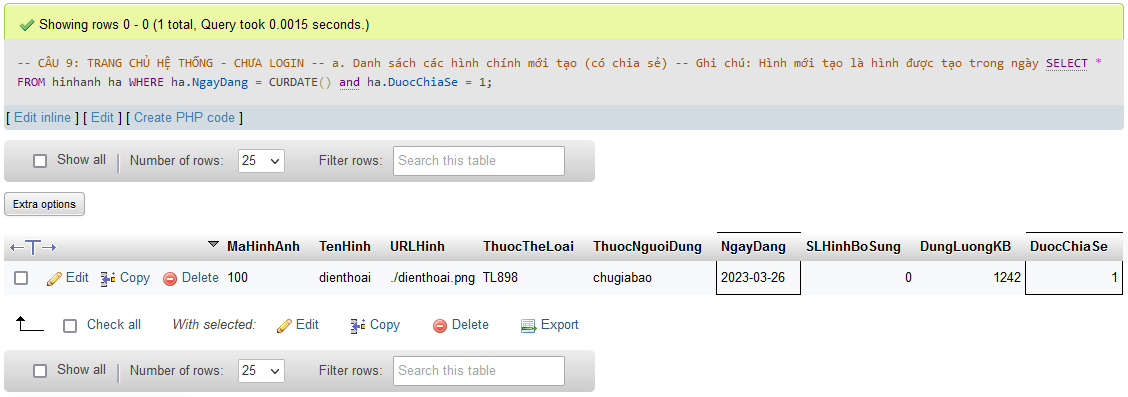 Showing rows 0 - 0 (1 total, Query took 0.0015 seconds.)
-- CÂU 9: TRANG CHỦ HỆ THỐNG - CHƯA LOGIN -- a. Danh sách các hình chính mới tạo (có chia sẻ) -- Ghi chú: Hình mới tạo là hình được tạo trong ngày SELECT *
FROM hinhanh ha WHERE ha.NgayDang = CURDATE() and ha.DuocChiaSe = 1;
[ Edit inline ] [ Edit ] [ Create PHP code ]
Show all Number of rows: 25 Filter rows: Search this table
Extra options
MaHinhAnh TenHinh URLHinh ThuocTheLoai ThuocNguoiDung NgayDang SLHinhBoSung DungLuongKB DuocChiaSe
Edit Copy Delete 100 dienthoai ./dienthoai.png TL898 chugiabao 2023-03-26 0 1242 1
Check all With selected: Edit Copy Delete Export
Show all Number of rows: 25 Filter rows: Search this table